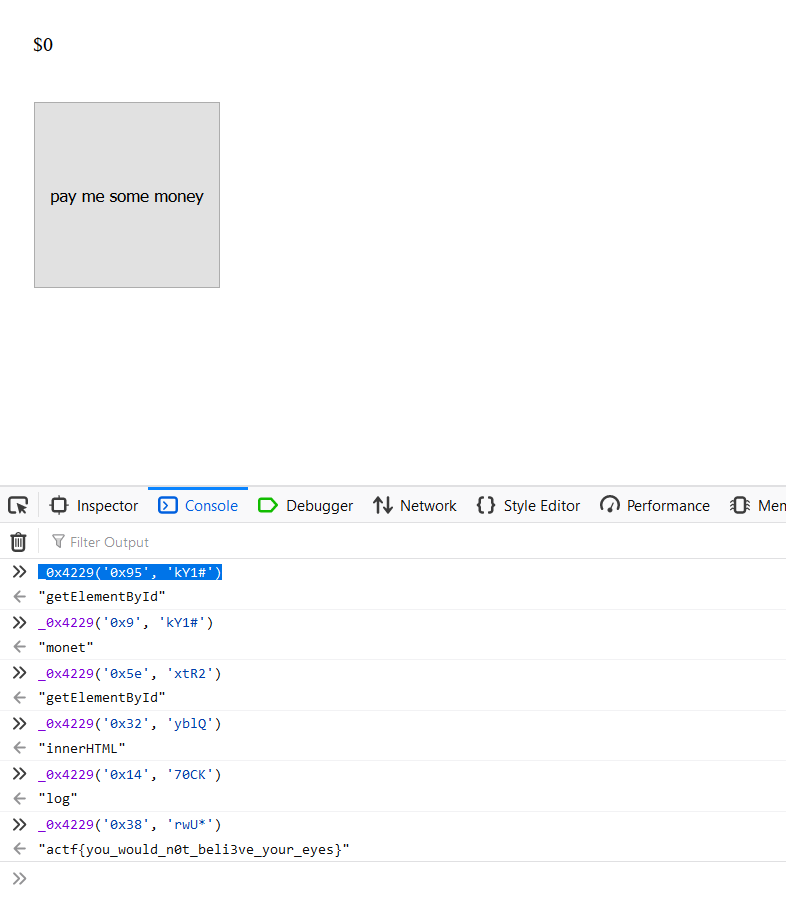 $0
pay me some money
Inspector Console Debugger Network Style Editor Performance Mem
Filter Output
_0x4229('0x95', 'kY1#')
"getElementById"
_0x4229('0x9', 'kY1#')
"monet"
_0x4229('0x5e', 'xtR2')
"getElementById"
_0x4229('0x32', 'yblQ')
"innerHTML"
_0x4229('0x14', '70CK')
"log"
_0x4229('0x38', 'rwU*')
"actf{you_would_n0t_beli3ve_your_eyes}"